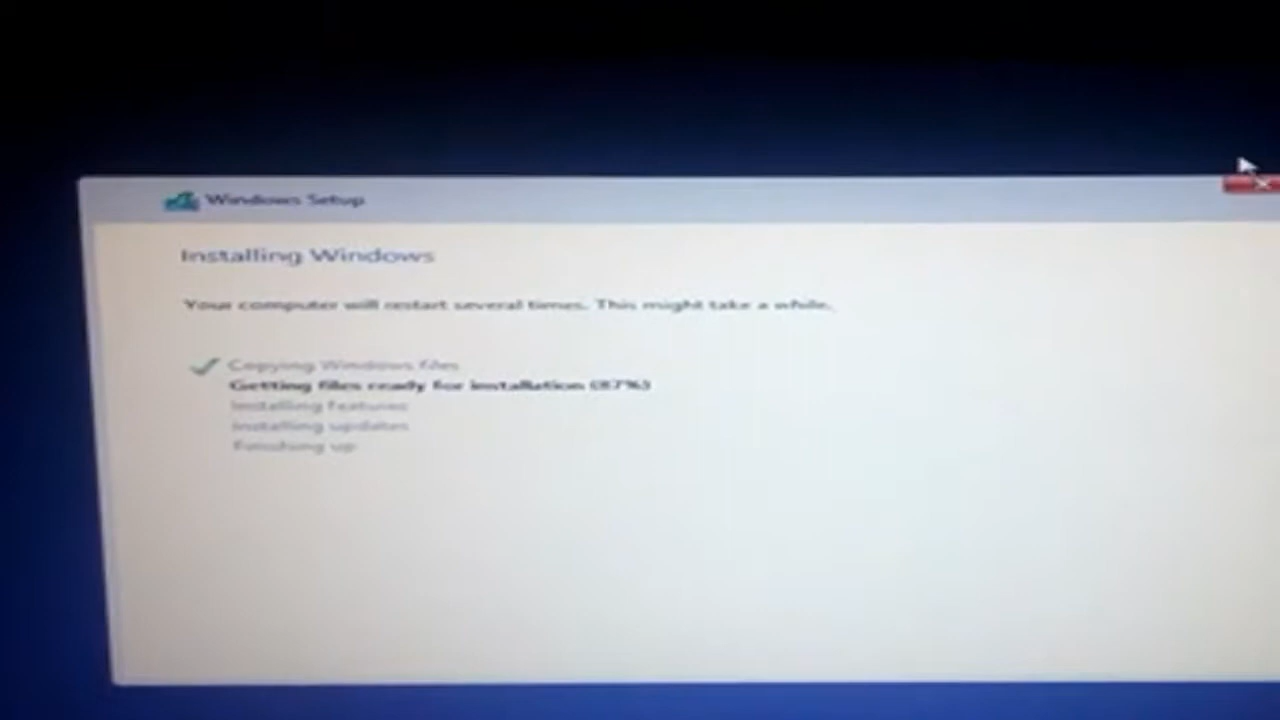 Windows Setup
Installing Windows
Your computer will restart several times. This might take a while.
Copying Windows files
Getting files ready for installation (87%)
Installing features
Installing updates
Finishing up